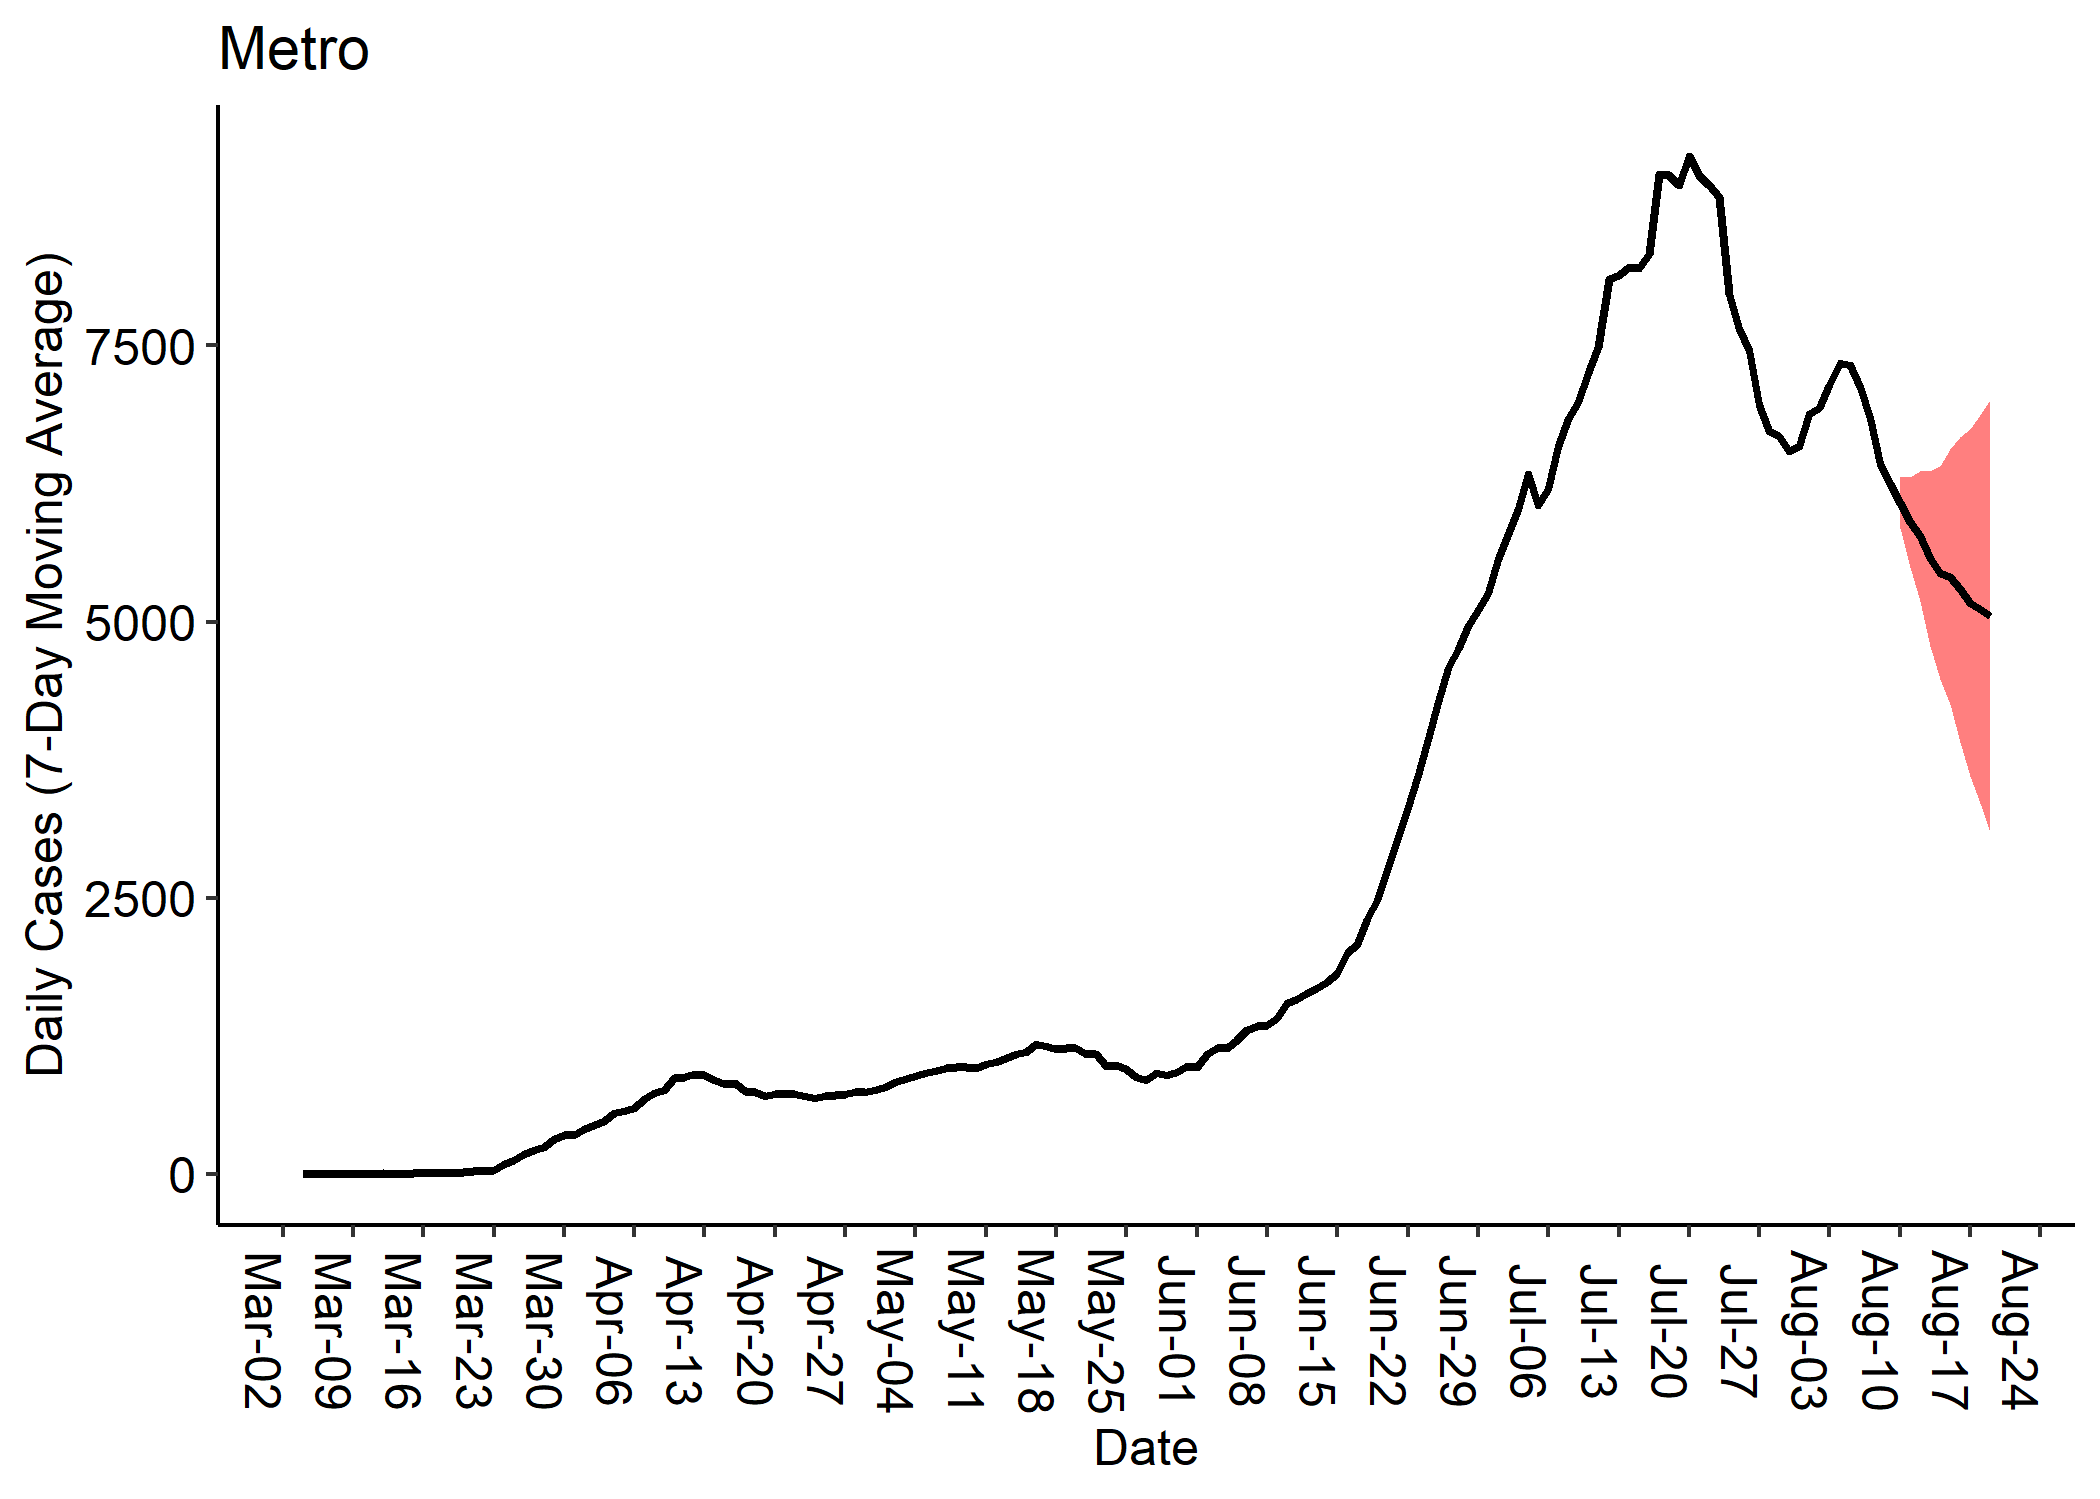 Metro
Daily Cases (7-Day Moving Average)
7500
5000
2500
0
Mar-02
Mar-09
Mar-16
Mar-23
Mar-30
Apr-06
Apr-13
Apr-20
Apr-27
May-04
May-11
May-18
May-25
Jun-01
Jun-08
Jun-15
Jun-22
Jun-29
Jul-06
Jul-13
Jul-20
Jul-27
Aug-03
Aug-10
Aug-17
Aug-24
Date